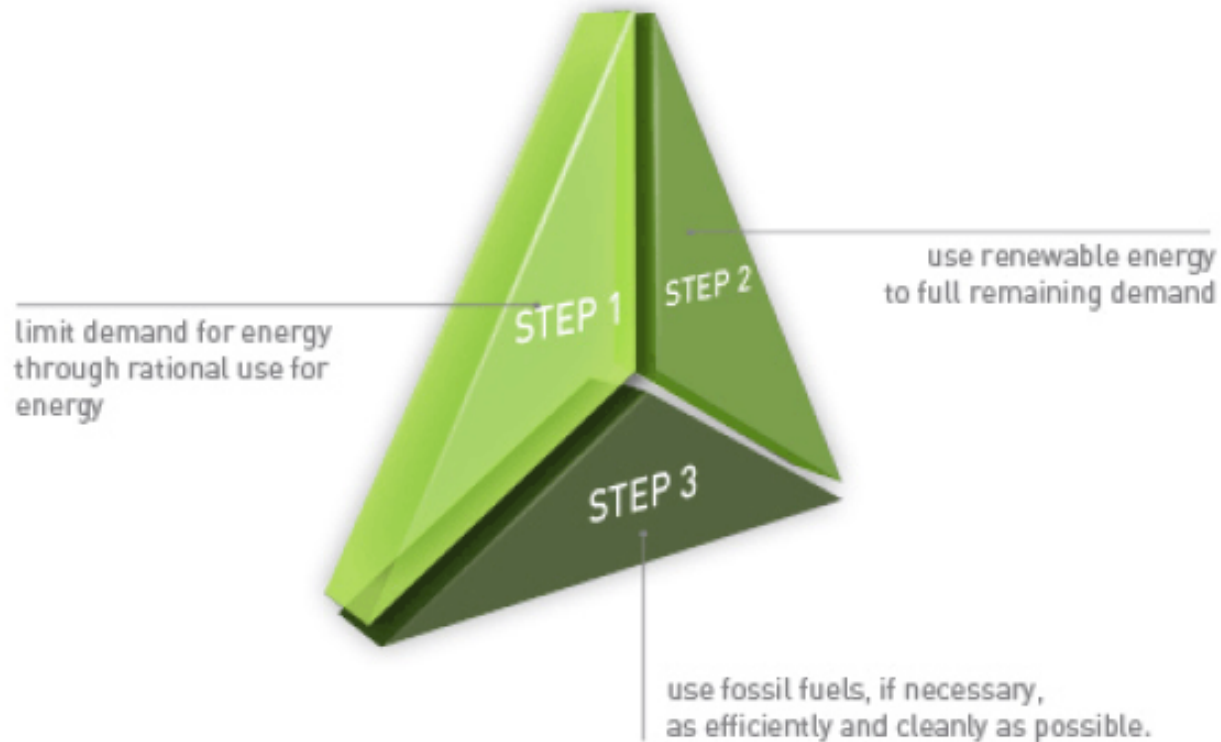 STEP 1
limit demand for energy
through rational use for
energy
STEP 2
use renewable energy
to full remaining demand
STEP 3
use fossil fuels, if necessary,
as efficiently and cleanly as possible.